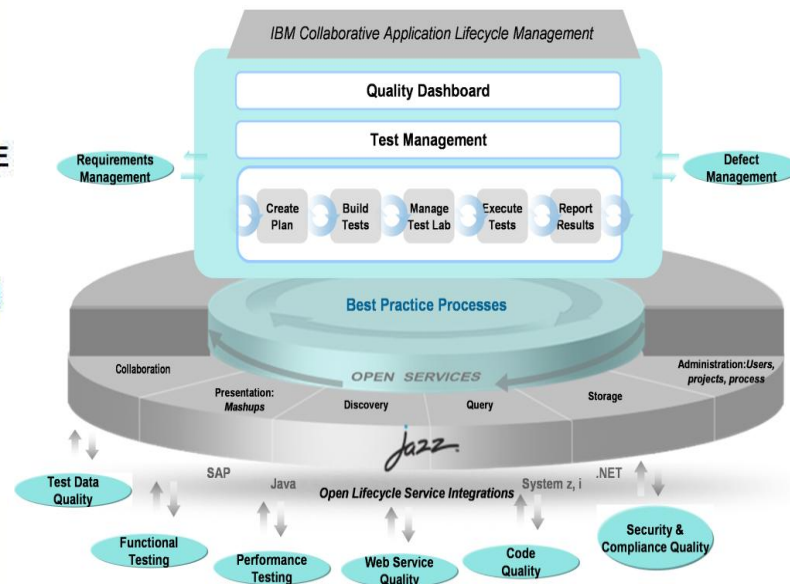 IBM Collaborative Application Lifecycle Management
Quality Dashboard
Test Management
E
Requirements
Management
Defect
Management
Create
Plan
Build
Tests
Manage
Test Lab
Execute
Tests
Report
Results
Best Practice Processes
OPEN SERVICES
Collaboration
Presentation:
Mashups
Discovery
Query
Storage
Administration:Users,
projects, process
jazz
SAP
Java
Open Lifecycle Service Integrations
System z, i
.NET
Test Data
Quality
Functional
Testing
Performance
Testing
Web Service
Quality
Code
Quality
Security &
Compliance Quality